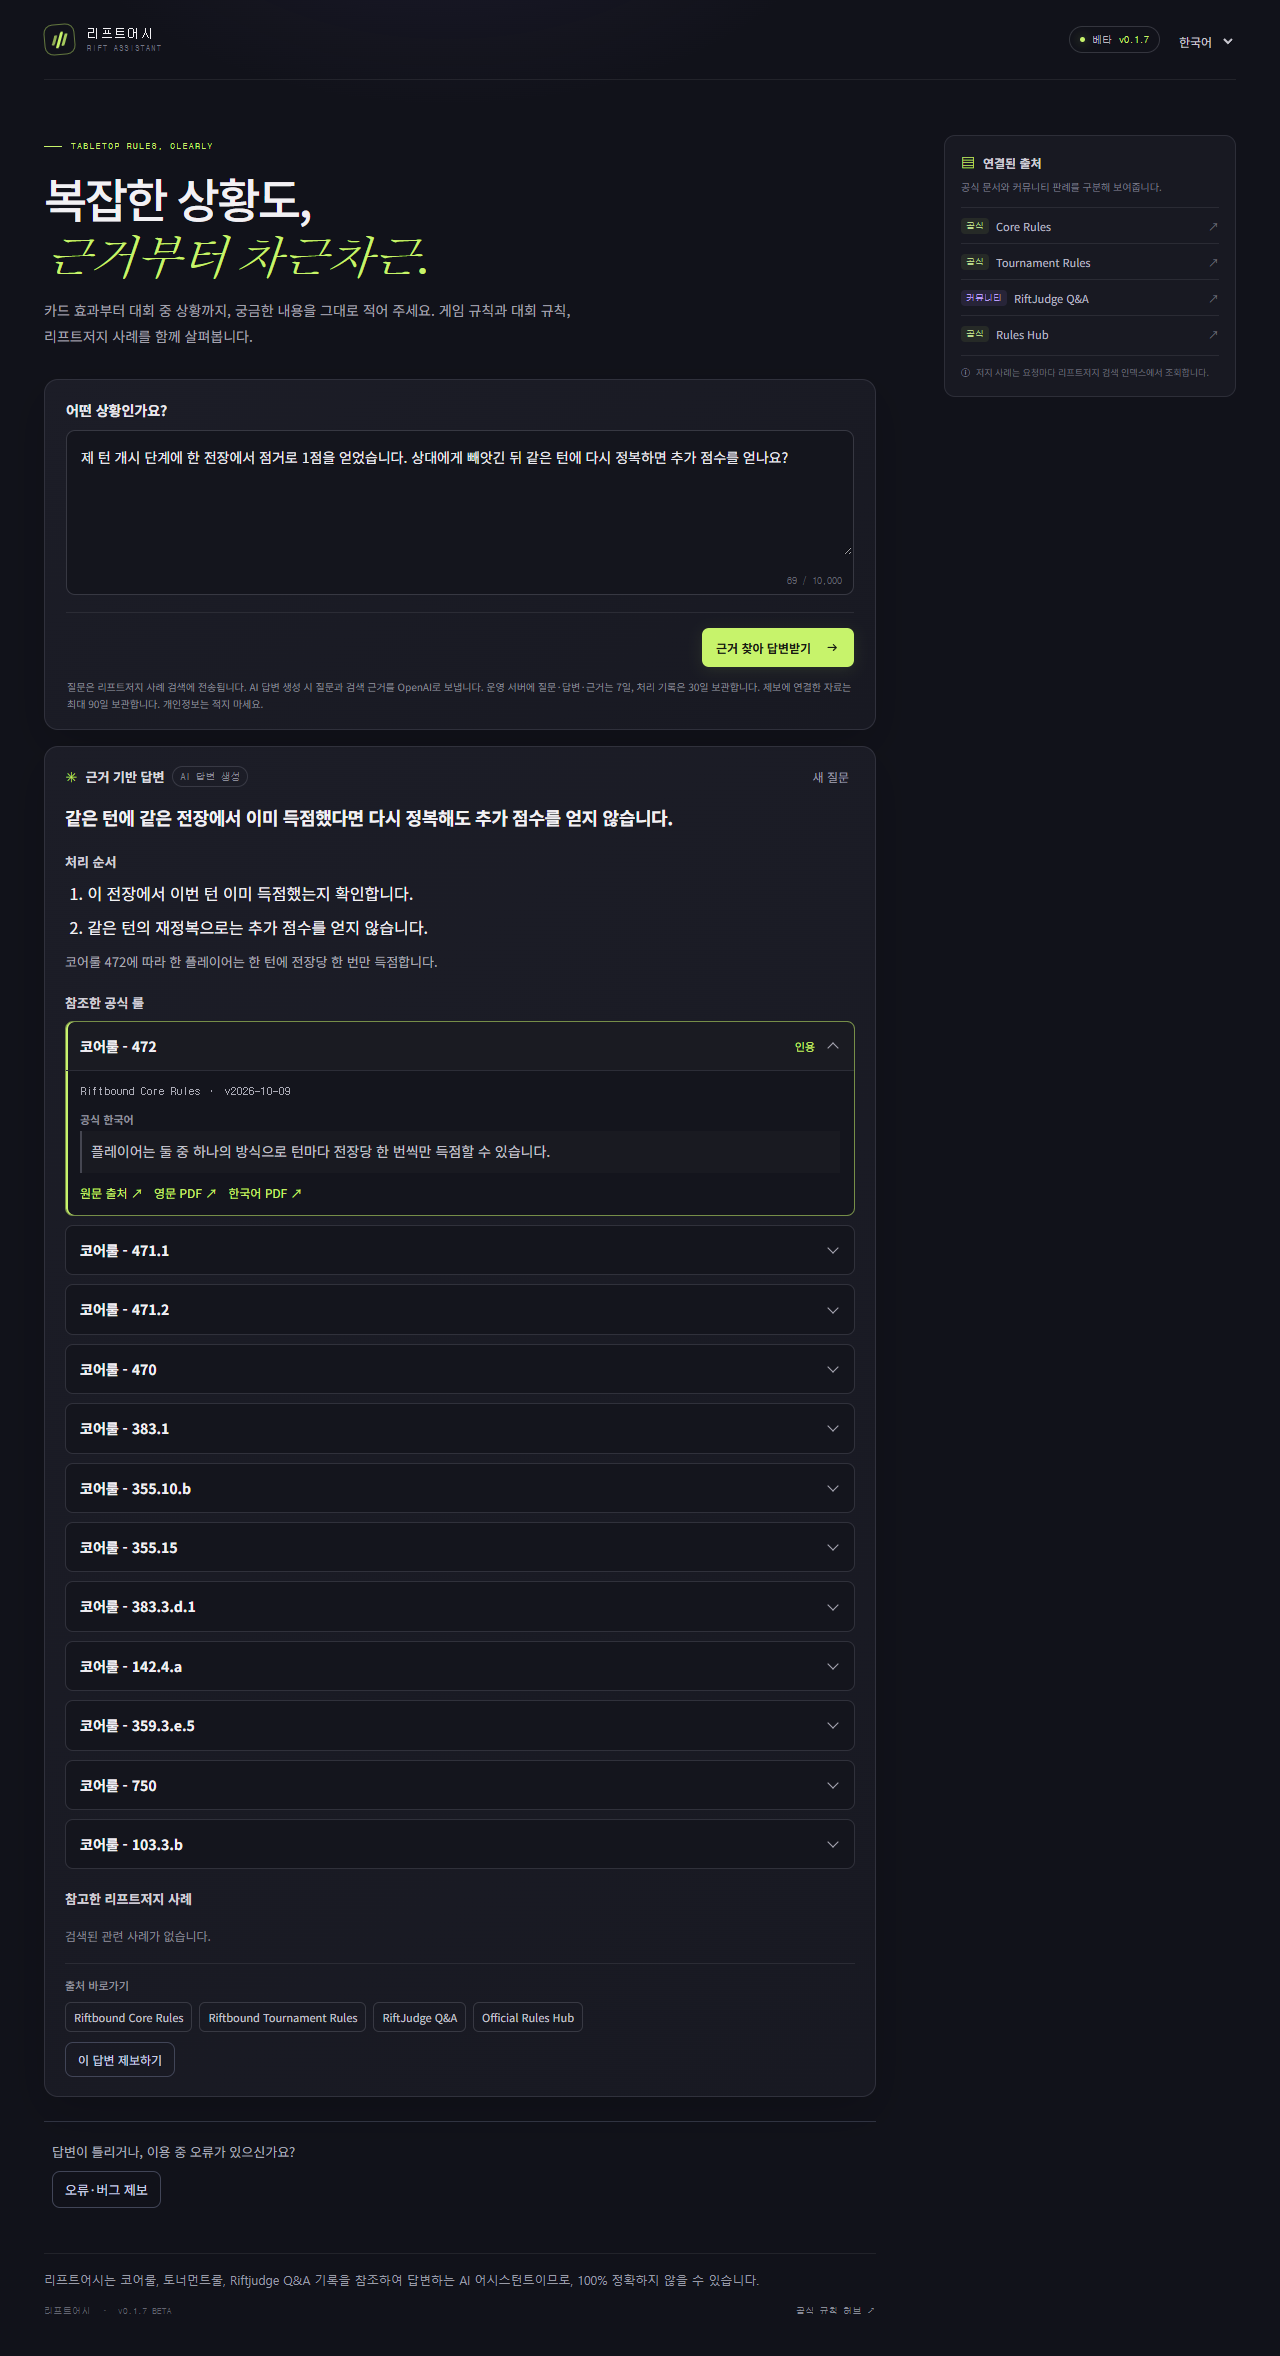 리프트어시
RIFT ASSISTANT
베타 v0.1.7
한국어
TABLETOP RULES, CLEARLY
복잡한 상황도,
근거부터 차근차근.
카드 효과부터 대회 중 상황까지, 궁금한 내용을 그대로 적어 주세요. 게임 규칙과 대회 규칙,
리프트저지 사례를 함께 살펴봅니다.
연결된 출처
공식 문서와 커뮤니티 판례를 구분해 보여줍니다.
공식 Core Rules ↗
공식 Tournament Rules ↗
커뮤니티 RiftJudge Q&A ↗
공식 Rules Hub ↗
저지 사례는 요청마다 리프트저지 검색 인덱스에서 조회합니다.
어떤 상황인가요?
제 턴 개시 단계에 한 전장에서 점거로 1점을 얻었습니다. 상대에게 빼앗긴 뒤 같은 턴에 다시 정복하면 추가 점수를 얻나요?
69 / 10,000
근거 찾아 답변받기 →
질문은 리프트저지 사례 검색에 전송됩니다. AI 답변 생성 시 질문과 검색 근거를 OpenAI로 보냅니다. 운영 서버에 질문·답변·근거는 7일, 처리 기록은 30일 보관합니다. 제보에 연결한 자료는
최대 90일 보관합니다. 개인정보는 적지 마세요.
근거 기반 답변 AI 답변 생성
새 질문
같은 턴에 같은 전장에서 이미 득점했다면 다시 정복해도 추가 점수를 얻지 않습니다.
처리 순서
1. 이 전장에서 이번 턴 이미 득점했는지 확인합니다.
2. 같은 턴의 재정복으로는 추가 점수를 얻지 않습니다.
코어룰 472에 따라 한 플레이어는 한 턴에 전장당 한 번만 득점합니다.
참조한 공식 룰
코어룰 - 472 인용
Riftbound Core Rules · v2026-10-09
공식 한국어
플레이어는 둘 중 하나의 방식으로 턴마다 전장당 한 번씩만 득점할 수 있습니다.
원문 출처 ↗ 영문 PDF ↗ 한국어 PDF ↗
코어룰 - 471.1
코어룰 - 471.2
코어룰 - 470
코어룰 - 383.1
코어룰 - 355.10.b
코어룰 - 355.15
코어룰 - 383.3.d.1
코어룰 - 142.4.a
코어룰 - 359.3.e.5
코어룰 - 750
코어룰 - 103.3.b
참고한 리프트저지 사례
검색된 관련 사례가 없습니다.
출처 바로가기
Riftbound Core Rules Riftbound Tournament Rules RiftJudge Q&A Official Rules Hub
이 답변 제보하기
답변이 틀리거나, 이용 중 오류가 있으신가요?
오류·버그 제보
리프트어시는 코어룰, 토너먼트룰, Riftjudge Q&A 기록을 참조하여 답변하는 AI 어시스턴트이므로, 100% 정확하지 않을 수 있습니다.
리프트어시 · v0.1.7 BETA
공식 규칙 허브 ↗